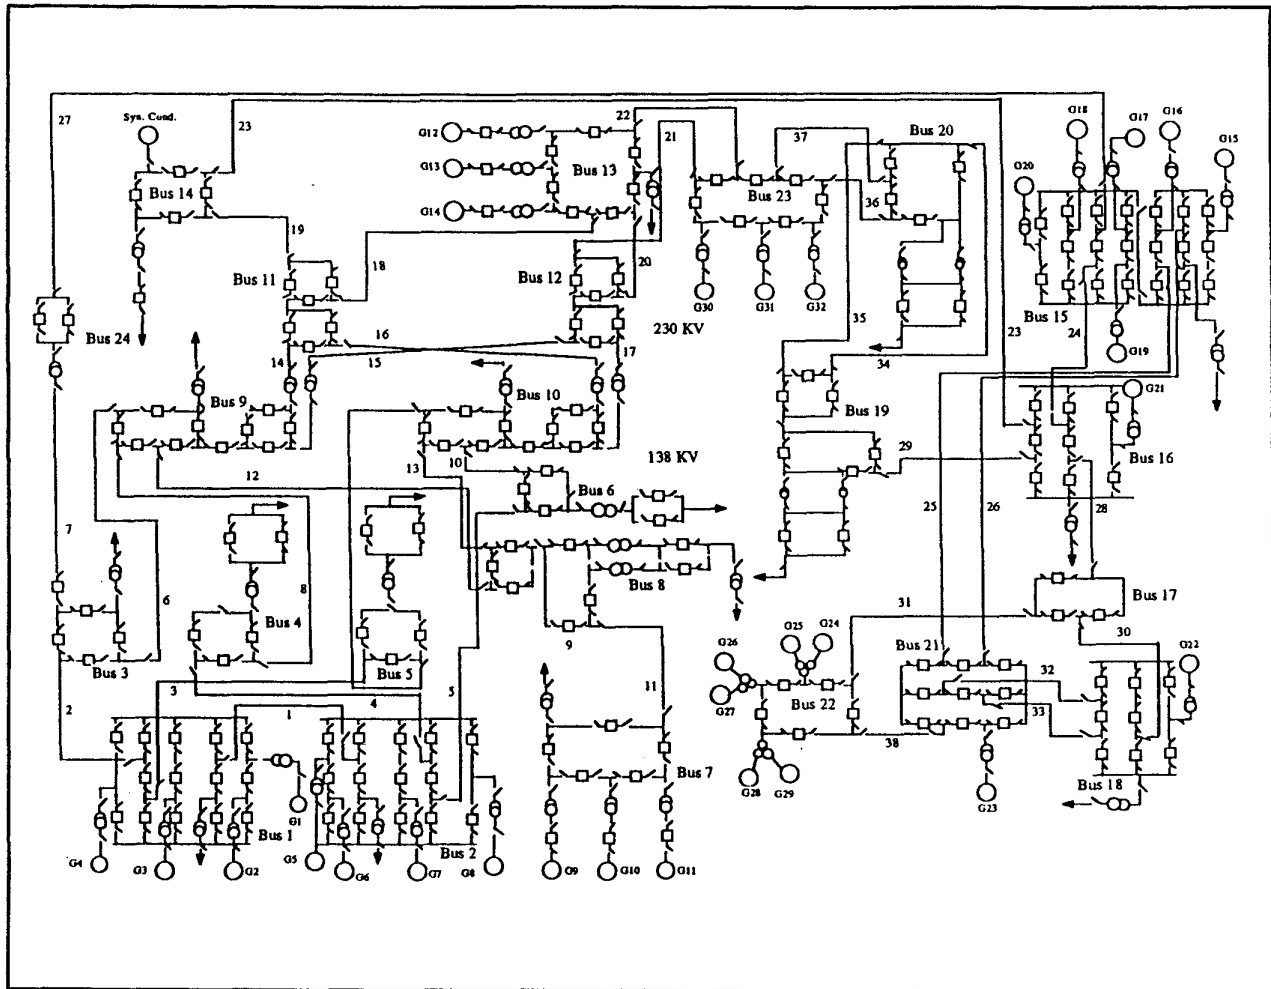 27
Syn. Cond.
23
G12
22
21
37
Bus 20
G18
G17
G16
G15
G13
Bus 13
G20
Bus 14
G14
Bus 23
36
19
18
Bus 11
Bus 12
20
G30
G31
G32
35
23
Bus 15
24
230 KV
16
Bus 24
15
17
G19
14
34
G21
Bus 9
Bus 10
Bus 19
29
Bus 16
12
13
10
138 KV
Bus 6
25
26
28
7
Bus 8
6
8
Bus 4
9
31
Bus 17
30
G25
G24
G26
Bus 21
G22
Bus 3
3
Bus 5
5
11
32
2
4
G27
Bus 22
33
1
38
Bus 7
G28
G29
Bus 18
G1
G23
Bus 1
Bus 2
G4
G3
G2
G5
G6
G7
G8
G9
G10
G11